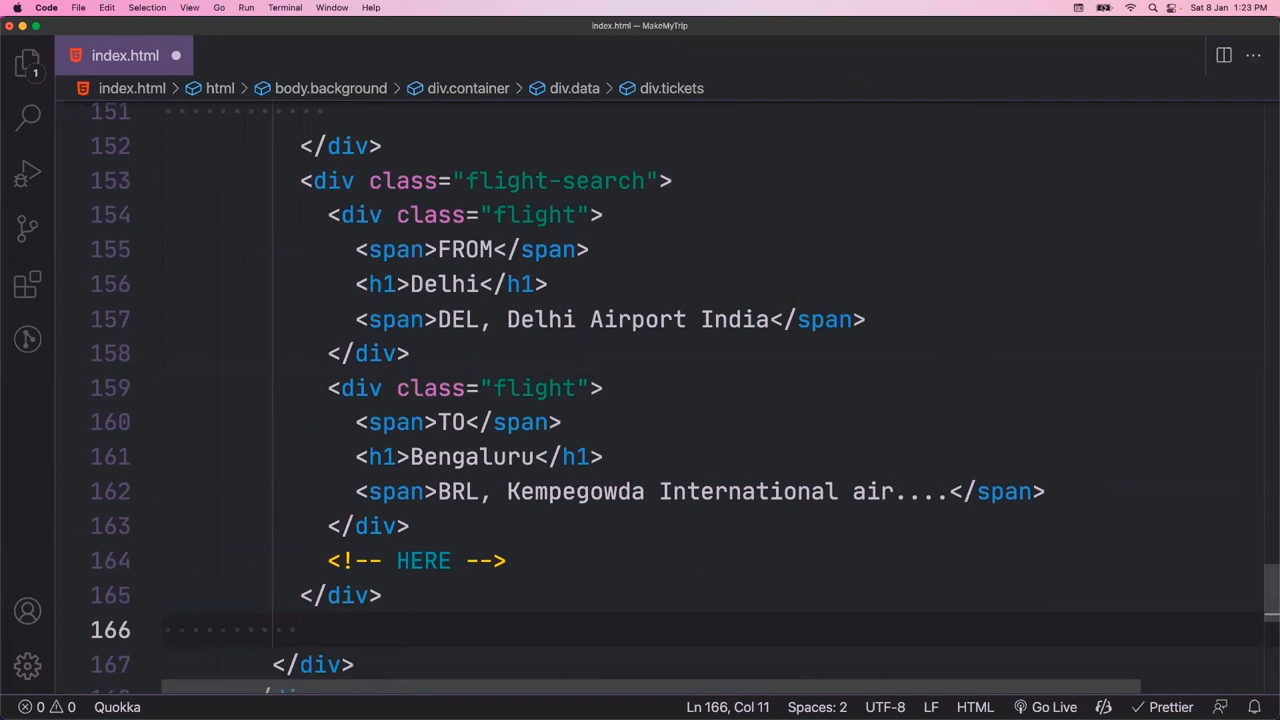 Code File Edit Selection View Go Run Terminal Window Help Sat 8 Jan 1:23 PM
index.html — MakeMyTrip
index.html
index.html > html > body.background > div.container > div.data > div.tickets
1
151
152 </div>
153 <div class="flight-search">
154 <div class="flight">
155 <span>FROM</span>
156 <h1>Delhi</h1>
157 <span>DEL, Delhi Airport India</span>
158 </div>
159 <div class="flight">
160 <span>TO</span>
161 <h1>Bengaluru</h1>
162 <span>BRL, Kempegowda International air....</span>
163 </div>
164 <!-- HERE -->
165 </div>
166
167 </div>
0 0 Quokka Ln 166, Col 11 Spaces: 2 UTF-8 LF HTML Go Live Prettier